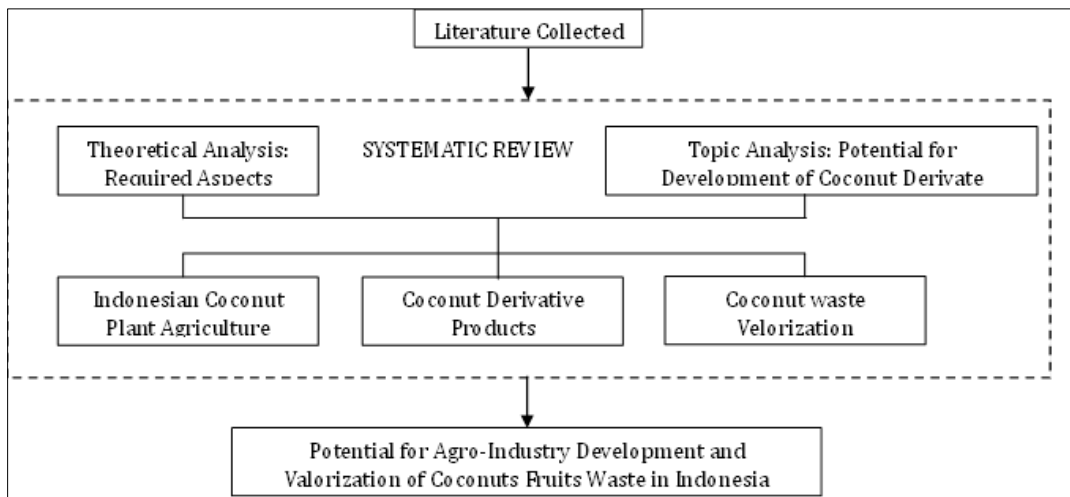 Literature Collected
Theoretical Analysis:
Required Aspects
SYSTEMATIC REVIEW
Topic Analysis: Potential for
Development of Coconut Derivate
Indonesian Coconut
Plant Agriculture
Coconut Derivative
Products
Coconut waste
Velorization
Potential for Agro-Industry Development and
Valorization of Coconuts Fruits Waste in Indonesia